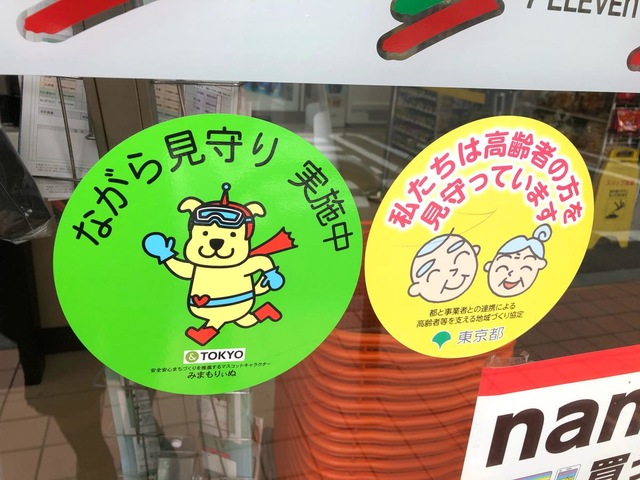 7-ELEVEN
ながら見守り 実施中
& TOKYO
安全安心まちづくりを推進するマスコットキャラクター
みまもりぃぬ
私たちは高齢者の方を
見守っています
都と事業者との連携による
高齢者等を支える地域づくり協定
東京都
nan
買